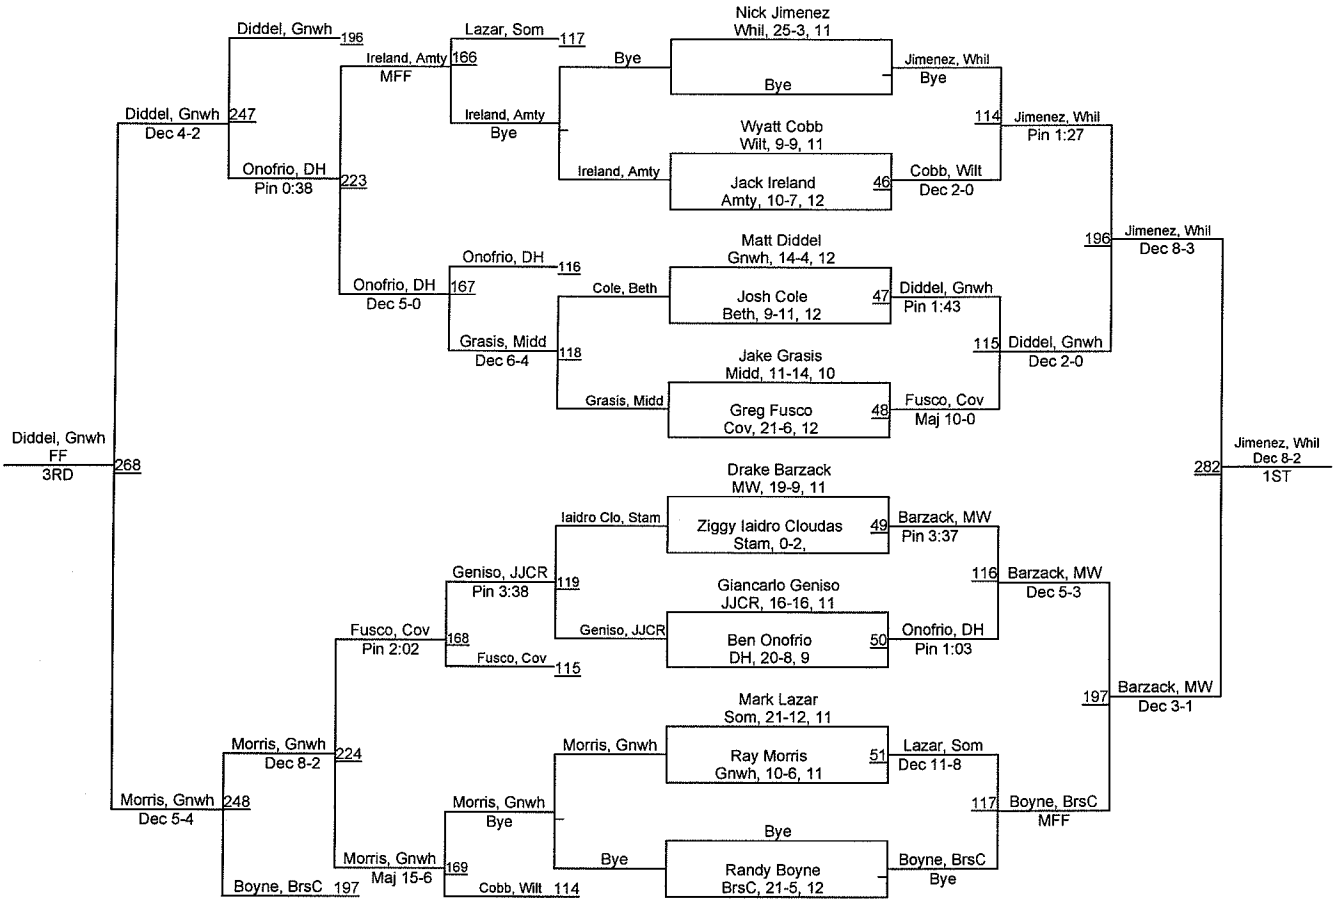 Nick Jimenez
Whil, 25-3, 11
Bye
Wyatt Cobb
Wilt, 9-9, 11
Jack Ireland 46
Amty, 10-7, 12
Matt Diddel
Gnwh, 14-4, 12
Josh Cole 47
Beth, 9-11, 12
Jake Grasis
Midd, 11-14, 10
Greg Fusco 48
Cov, 21-6, 12
Drake Barzack
MW, 19-9, 11
Ziggy Iaidro Cloudas 49
Stam, 0-2,
Giancarlo Geniso
JJCR, 16-16, 11
Ben Onofrio 50
DH, 20-8, 9
Mark Lazar
Som, 21-12, 11
Ray Morris 51
Gnwh, 10-6, 11
Bye
Randy Boyne
BrsC, 21-5, 12
Jimenez, Whil
Bye
Cobb, Wilt
Dec 2-0
Diddel, Gnwh
Pin 1:43
Fusco, Cov
Maj 10-0
Barzack, MW
Pin 3:37
Onofrio, DH
Pin 1:03
Lazar, Som
Dec 11-8
Boyne, BrsC
Bye
114 Jimenez, Whil
Pin 1:27
115 Diddel, Gnwh
Dec 2-0
116 Barzack, MW
Dec 5-3
117 Boyne, BrsC
MFF
196 Jimenez, Whil
Dec 8-3
197 Barzack, MW
Dec 3-1
Jimenez, Whil
Dec 8-2
282
1ST
Bye
Ireland, Amty
Cole, Beth
Grasis, Midd
Iaidro Clo, Stam
Geniso, JJCR
Morris, Gnwh
Bye
Lazar, Som 117
Ireland, Amty
Bye
Onofrio, DH 116
Grasis, Midd 118
Dec 6-4
Geniso, JJCR 119
Pin 3:38
Fusco, Cov 115
Morris, Gnwh
Bye
Cobb, Wilt 114
Ireland, Amty 166
MFF
Onofrio, DH 167
Dec 5-0
Fusco, Cov 168
Pin 2:02
Morris, Gnwh 169
Maj 15-6
Diddel, Gnwh 196
Onofrio, DH 223
Pin 0:38
Morris, Gnwh 224
Dec 8-2
Boyne, BrsC 197
Diddel, Gnwh 247
Dec 4-2
Morris, Gnwh 248
Dec 5-4
Diddel, Gnwh
FF
268
3RD